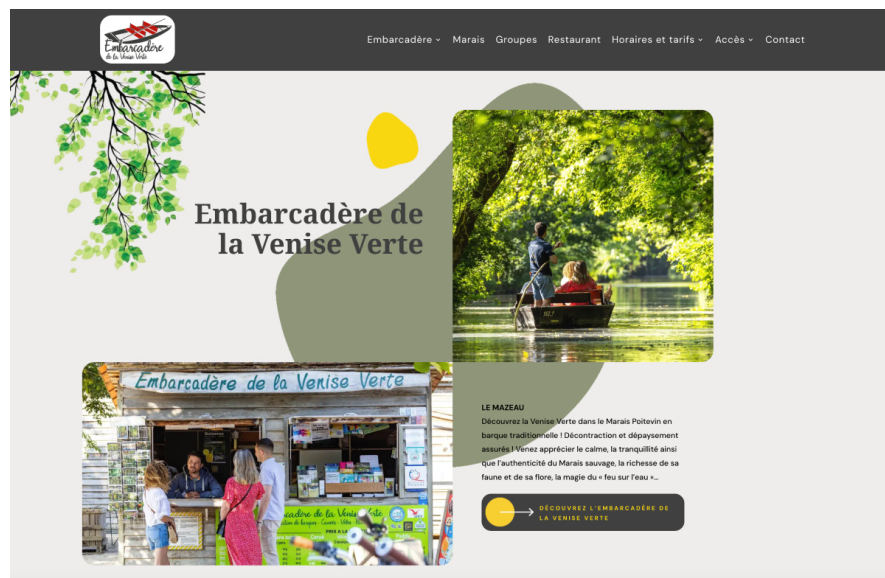 Embarcadère
de la Venise Verte
Embarcadère Marais Groupes Restaurant Horaires et tarifs Accès Contact
Embarcadère de
la Venise Verte
Embarcadère de la Venise Verte
LE MAZEAU
Découvrez la Venise Verte dans le Marais Poitevin en
barque traditionnelle ! Décontraction et dépaysement
assurés ! Venez apprécier le calme, la tranquillité ainsi
que l'authenticité du Marais sauvage, la richesse de sa
faune et de sa flore, la magie du « feu sur l'eau »...
DÉCOUVREZ L'EMBARCADÈRE DE
LA VENISE VERTE